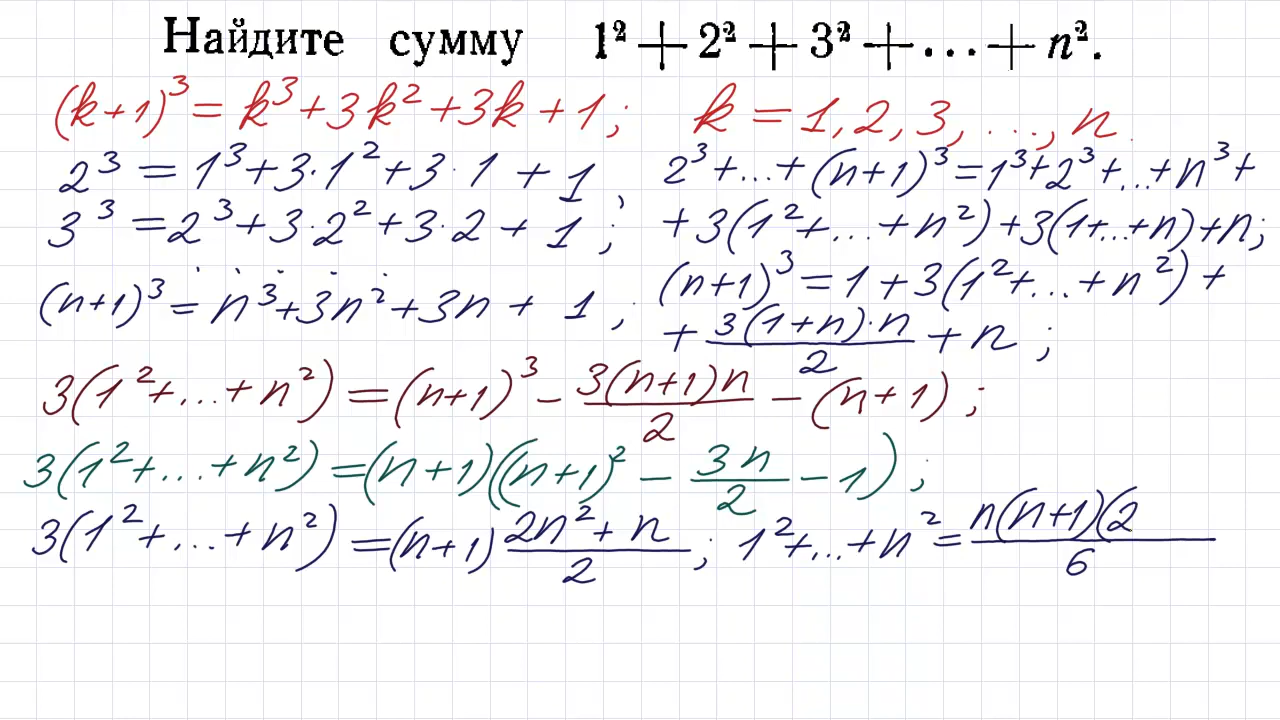 Найдите сумму 1² + 2² + 3² + ... + n².
(k+1)³ = k³ + 3k² + 3k + 1; k = 1, 2, 3, ..., n
2³ = 1³ + 3·1² + 3·1 + 1,
3³ = 2³ + 3·2² + 3·2 + 1;
(n+1)³ = n³ + 3n² + 3n + 1;
2³ + ... + (n+1)³ = 1³ + 2³ + ... + n³ +
+ 3(1² + ... + n²) + 3(1 + ... + n) + n;
(n+1)³ = 1 + 3(1² + ... + n²) +
+ 3(1+n)·n/2 + n;
3(1² + ... + n²) = (n+1)³ - 3(n+1)n/2 - (n+1);
3(1² + ... + n²) = (n+1)((n+1)² - 3n/2 - 1);
3(1² + ... + n²) = (n+1) 2n² + n/2; 1² + ... + n² = n(n+1)(2/6